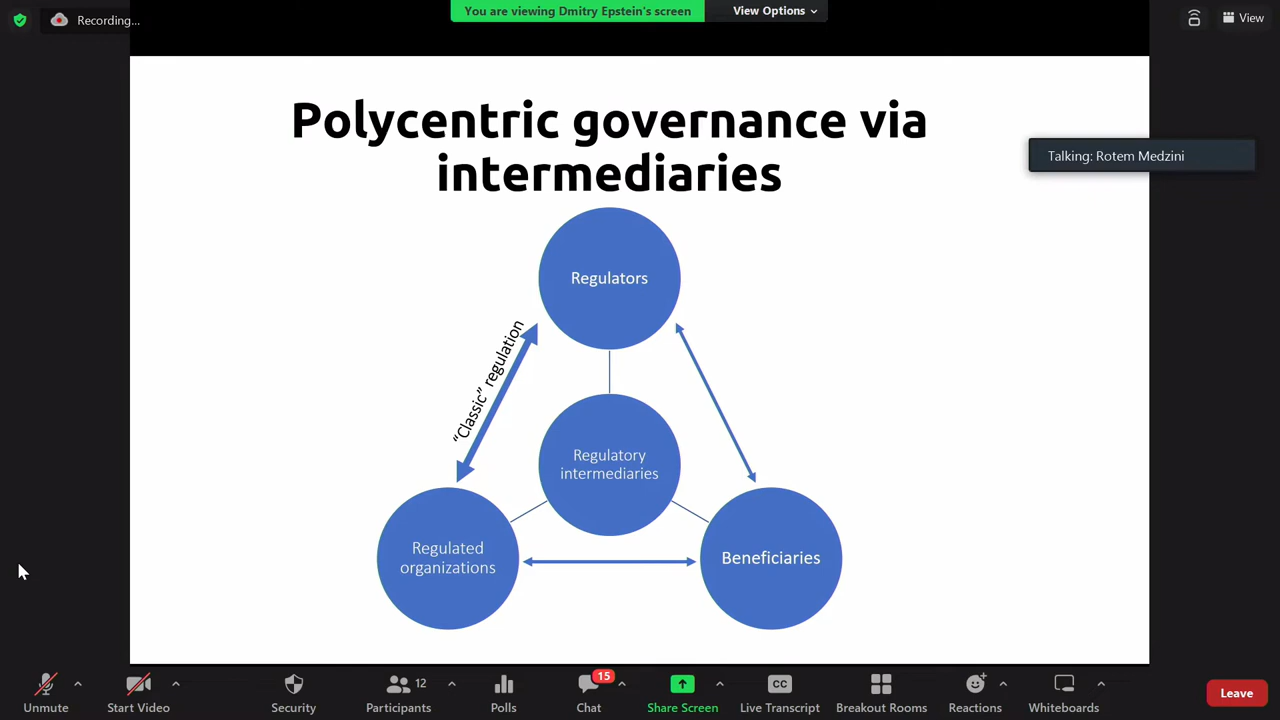 You are viewing Dmitry Epstein's screen
View Options
Recording...
View
Polycentric governance via
intermediaries
Talking: Rotem Medzini
Regulators
“Classic” regulation
Regulatory
intermediaries
Regulated
organizations
Beneficiaries
Unmute
Start Video
Security
12
Participants
Polls
15
Chat
Share Screen
CC
Live Transcript
Breakout Rooms
Reactions
Whiteboards
Leave